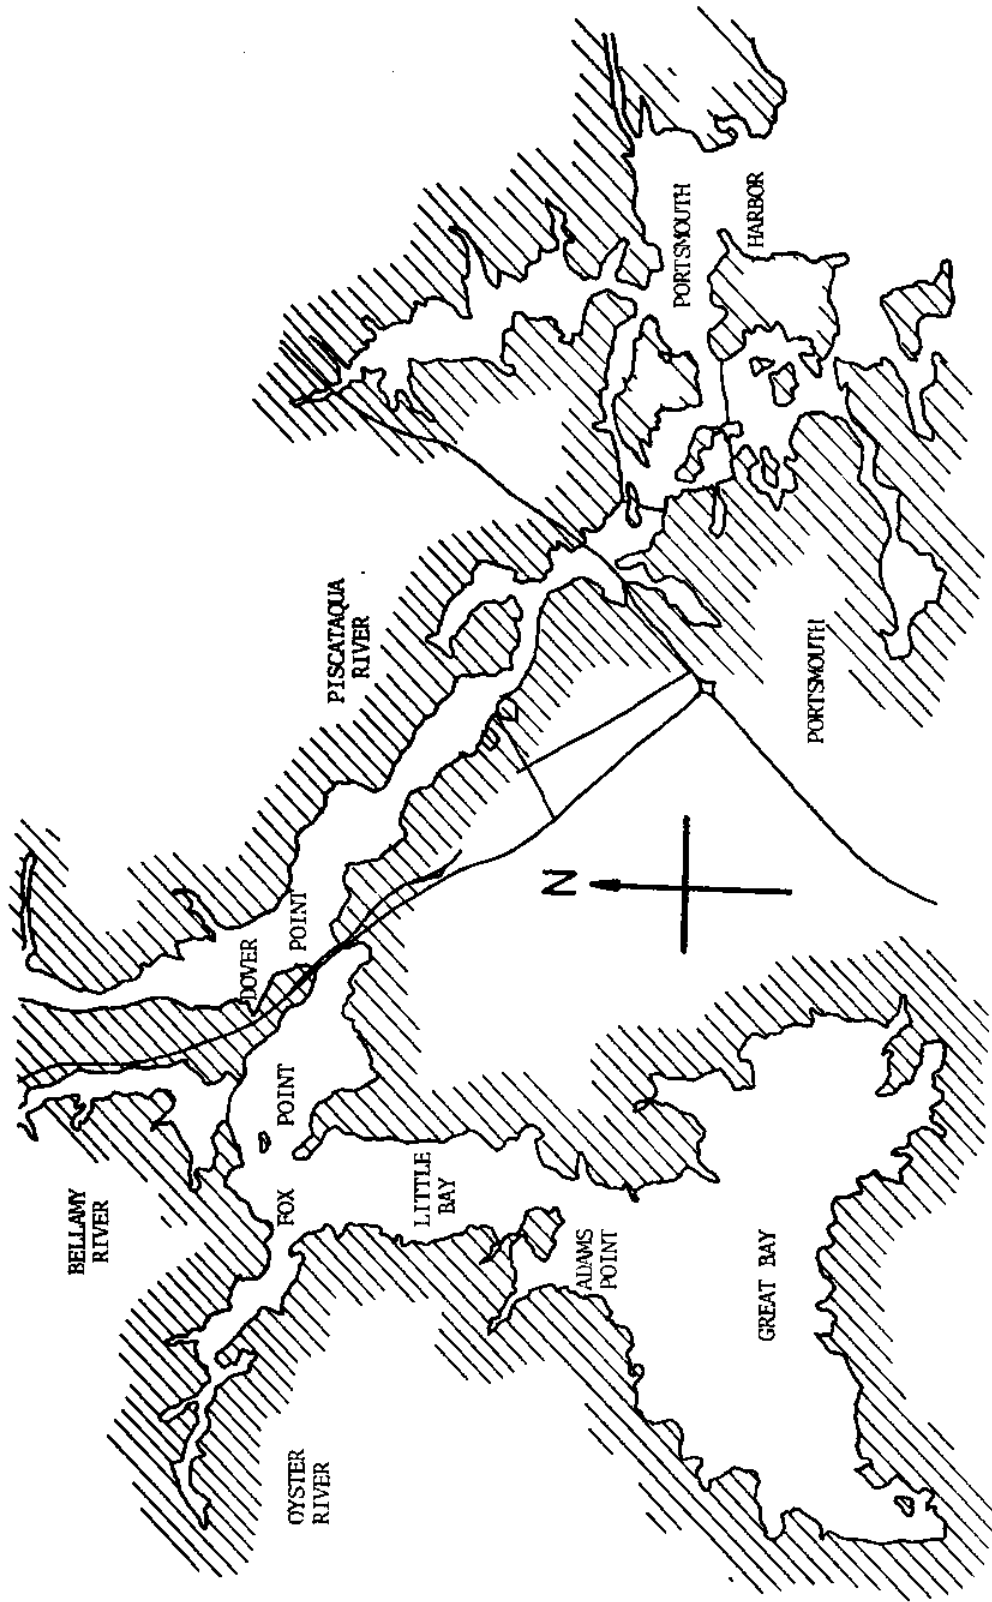 BELLAMY
RIVER
OYSTER
RIVER
FOX
POINT
DOVER
POINT
LITTLE
BAY
ADAMS
POINT
GREAT BAY
N
PISCATAQUA
RIVER
PORTSMOUTH
PORTSMOUTH
HARBOR